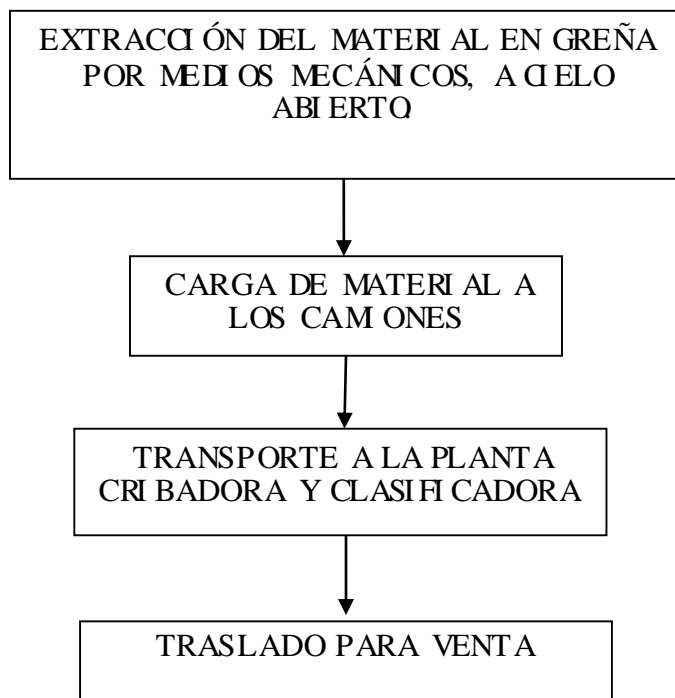 EXTRACCIÓN DEL MATERIAL EN GREÑA
POR MEDIOS MECÁNICOS, A CIELO
ABIERTO.
CARGA DE MATERIAL A
LOS CAMIONES
TRANSPORTE A LA PLANTA
CRIBADORA Y CLASIFICADORA
TRASLADO PARA VENTA